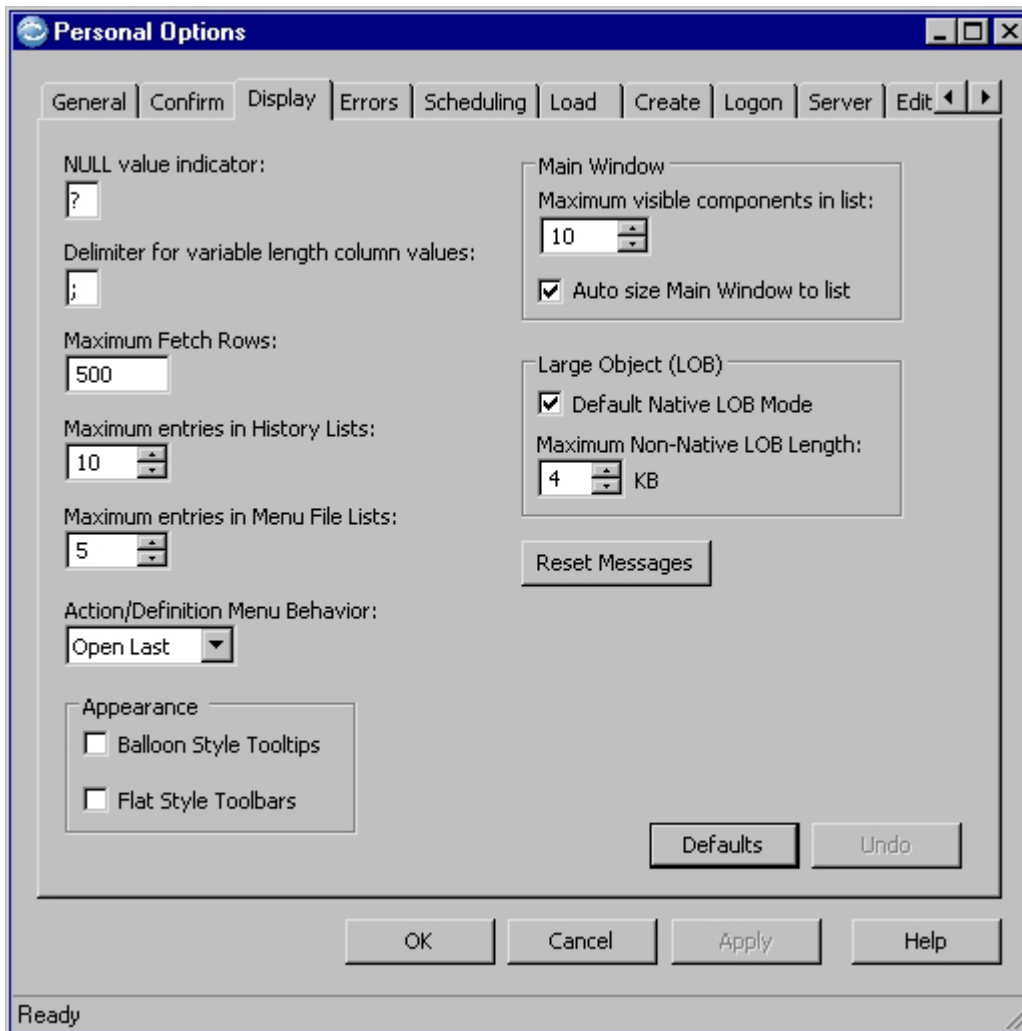 Personal Options
General Confirm Display Errors Scheduling Load Create Logon Server Edit
NULL value indicator:
?
Delimiter for variable length column values:
;
Maximum Fetch Rows:
500
Maximum entries in History Lists:
10
Maximum entries in Menu File Lists:
5
Action/Definition Menu Behavior:
Open Last
Appearance
Balloon Style Tooltips
Flat Style Toolbars
Main Window
Maximum visible components in list:
10
Auto size Main Window to list
Large Object (LOB)
Default Native LOB Mode
Maximum Non-Native LOB Length:
4 KB
Reset Messages
Defaults Undo
OK Cancel Apply Help
Ready